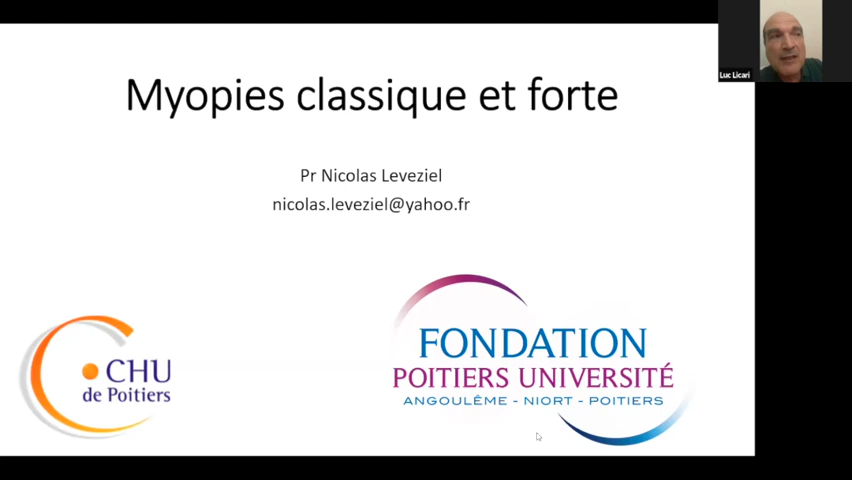 Myopies classique et forte
Pr Nicolas Leveziel
nicolas.leveziel@yahoo.fr
CHU
de Poitiers
FONDATION
POITIERS UNIVERSITÉ
ANGOULÊME - NIORT - POITIERS
Luc Licari